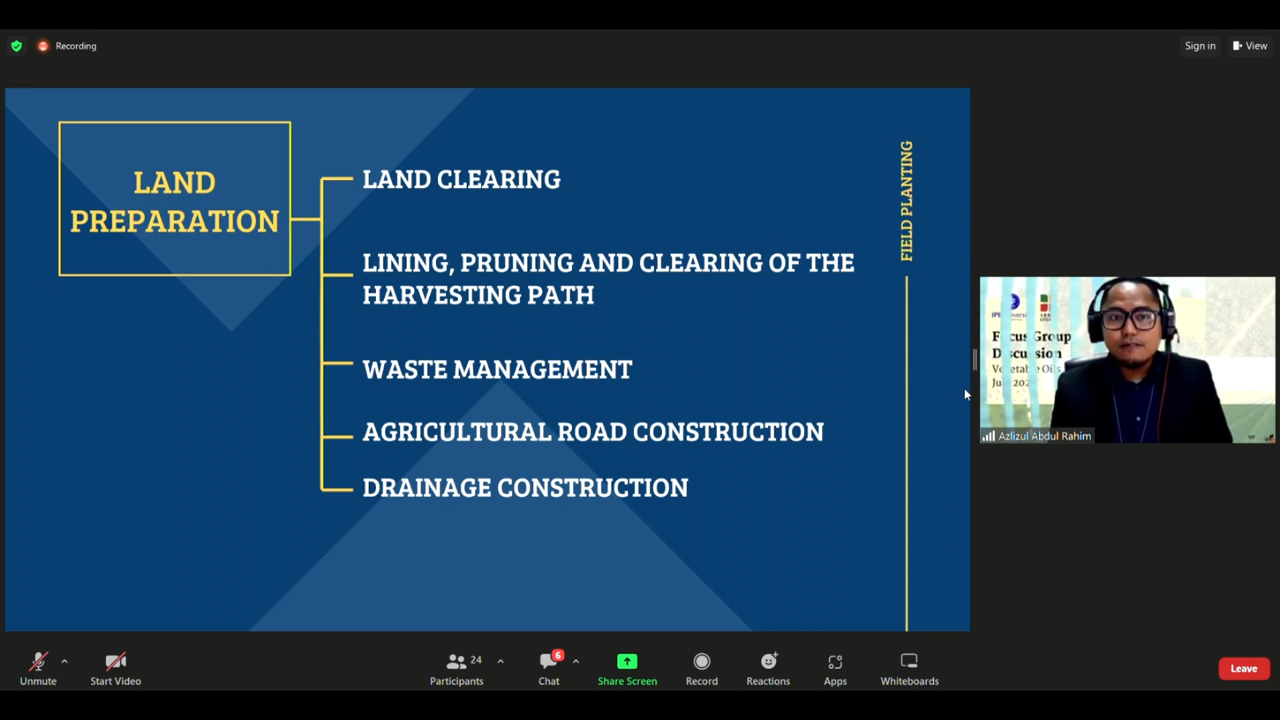 Recording
Sign in
View
LAND
PREPARATION
LAND CLEARING
LINING, PRUNING AND CLEARING OF THE
HARVESTING PATH
WASTE MANAGEMENT
AGRICULTURAL ROAD CONSTRUCTION
DRAINAGE CONSTRUCTION
FIELD PLANTING
Focus Group
Discussion
Vegetable Oils
Azlizul Abdul Rahim
Unmute
Start Video
24
Participants
6
Chat
Share Screen
Record
Reactions
Apps
Whiteboards
Leave